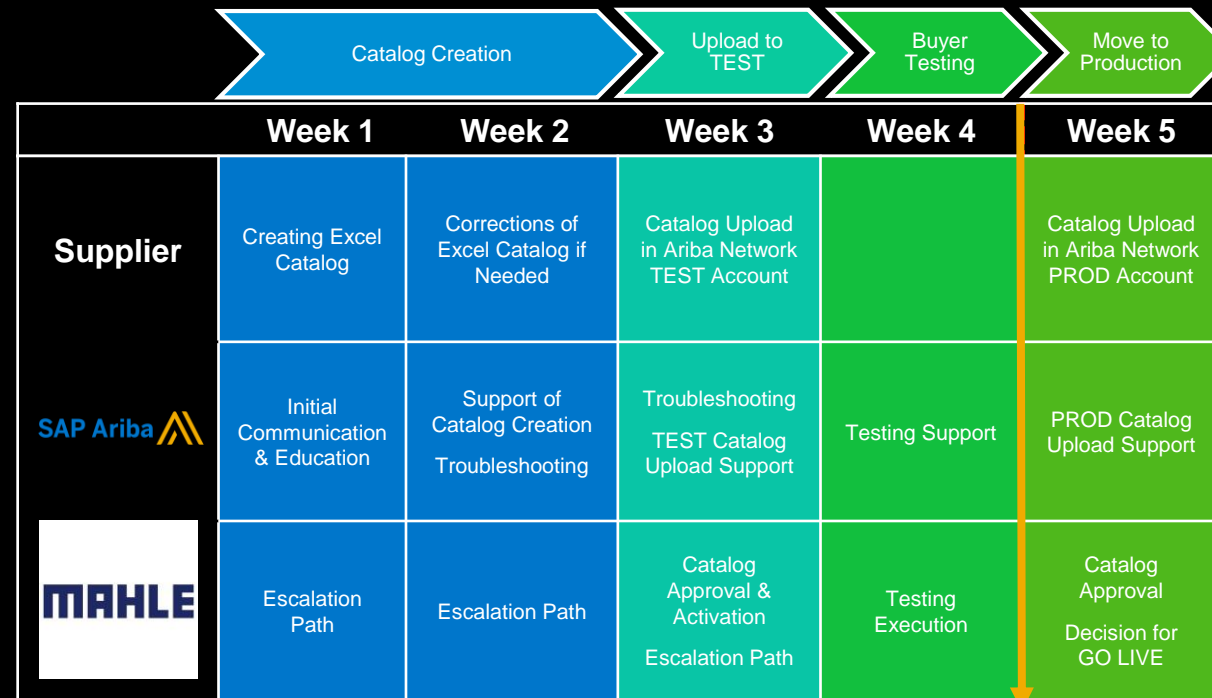 Catalog Creation
Upload to
TEST
Buyer
Testing
Move to
Production
Week 1
Week 2
Week 3
Week 4
Week 5
Supplier
Creating Excel
Catalog
Corrections of
Excel Catalog if
Needed
Catalog Upload
in Ariba Network
TEST Account
Catalog Upload
in Ariba Network
PROD Account
SAP Ariba
Initial
Communication
& Education
Support of
Catalog Creation
Troubleshooting
Troubleshooting
TEST Catalog
Upload Support
Testing Support
PROD Catalog
Upload Support
MAHLE
Escalation
Path
Escalation Path
Catalog
Approval &
Activation
Escalation Path
Testing
Execution
Catalog
Approval
Decision for
GO LIVE